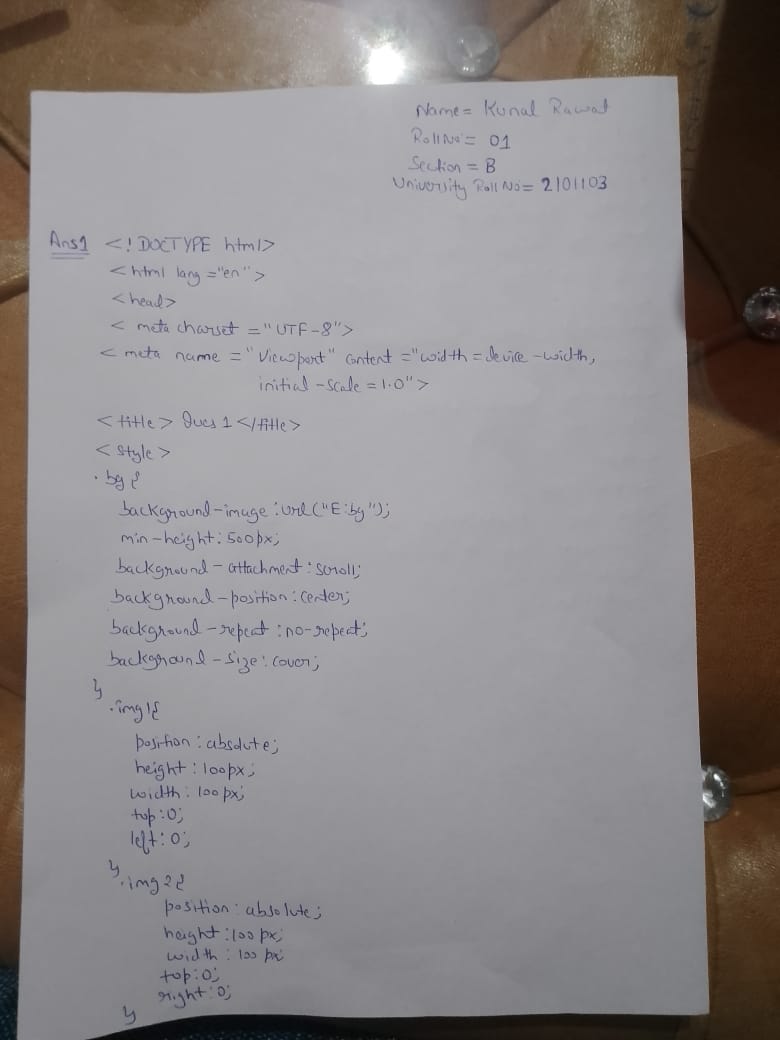 Name = Kunal Rawat
Roll No = 01
Section = B
University Roll No = 2101103
Ans1 <!DOCTYPE html>
<html lang ="en">
<head>
< meta charset = "UTF-8">
< meta name = "Viewport" Content ="width = device -width,
initial -scale = 1.0">
< title > Ques 1 </title>
< style >
.bg {
background-image : url("E:bg");
min-height: 500px;
background - attachment : scroll;
background - position : center;
background - repeat : no-repeat;
background - size : cover;
}
.img1{
position : absolute;
height : 100px;
width : 100px;
top : 0;
left : 0;
}
.img2{
position : absolute;
height : 100 px;
width : 100 px;
top : 0;
right : 0;
}